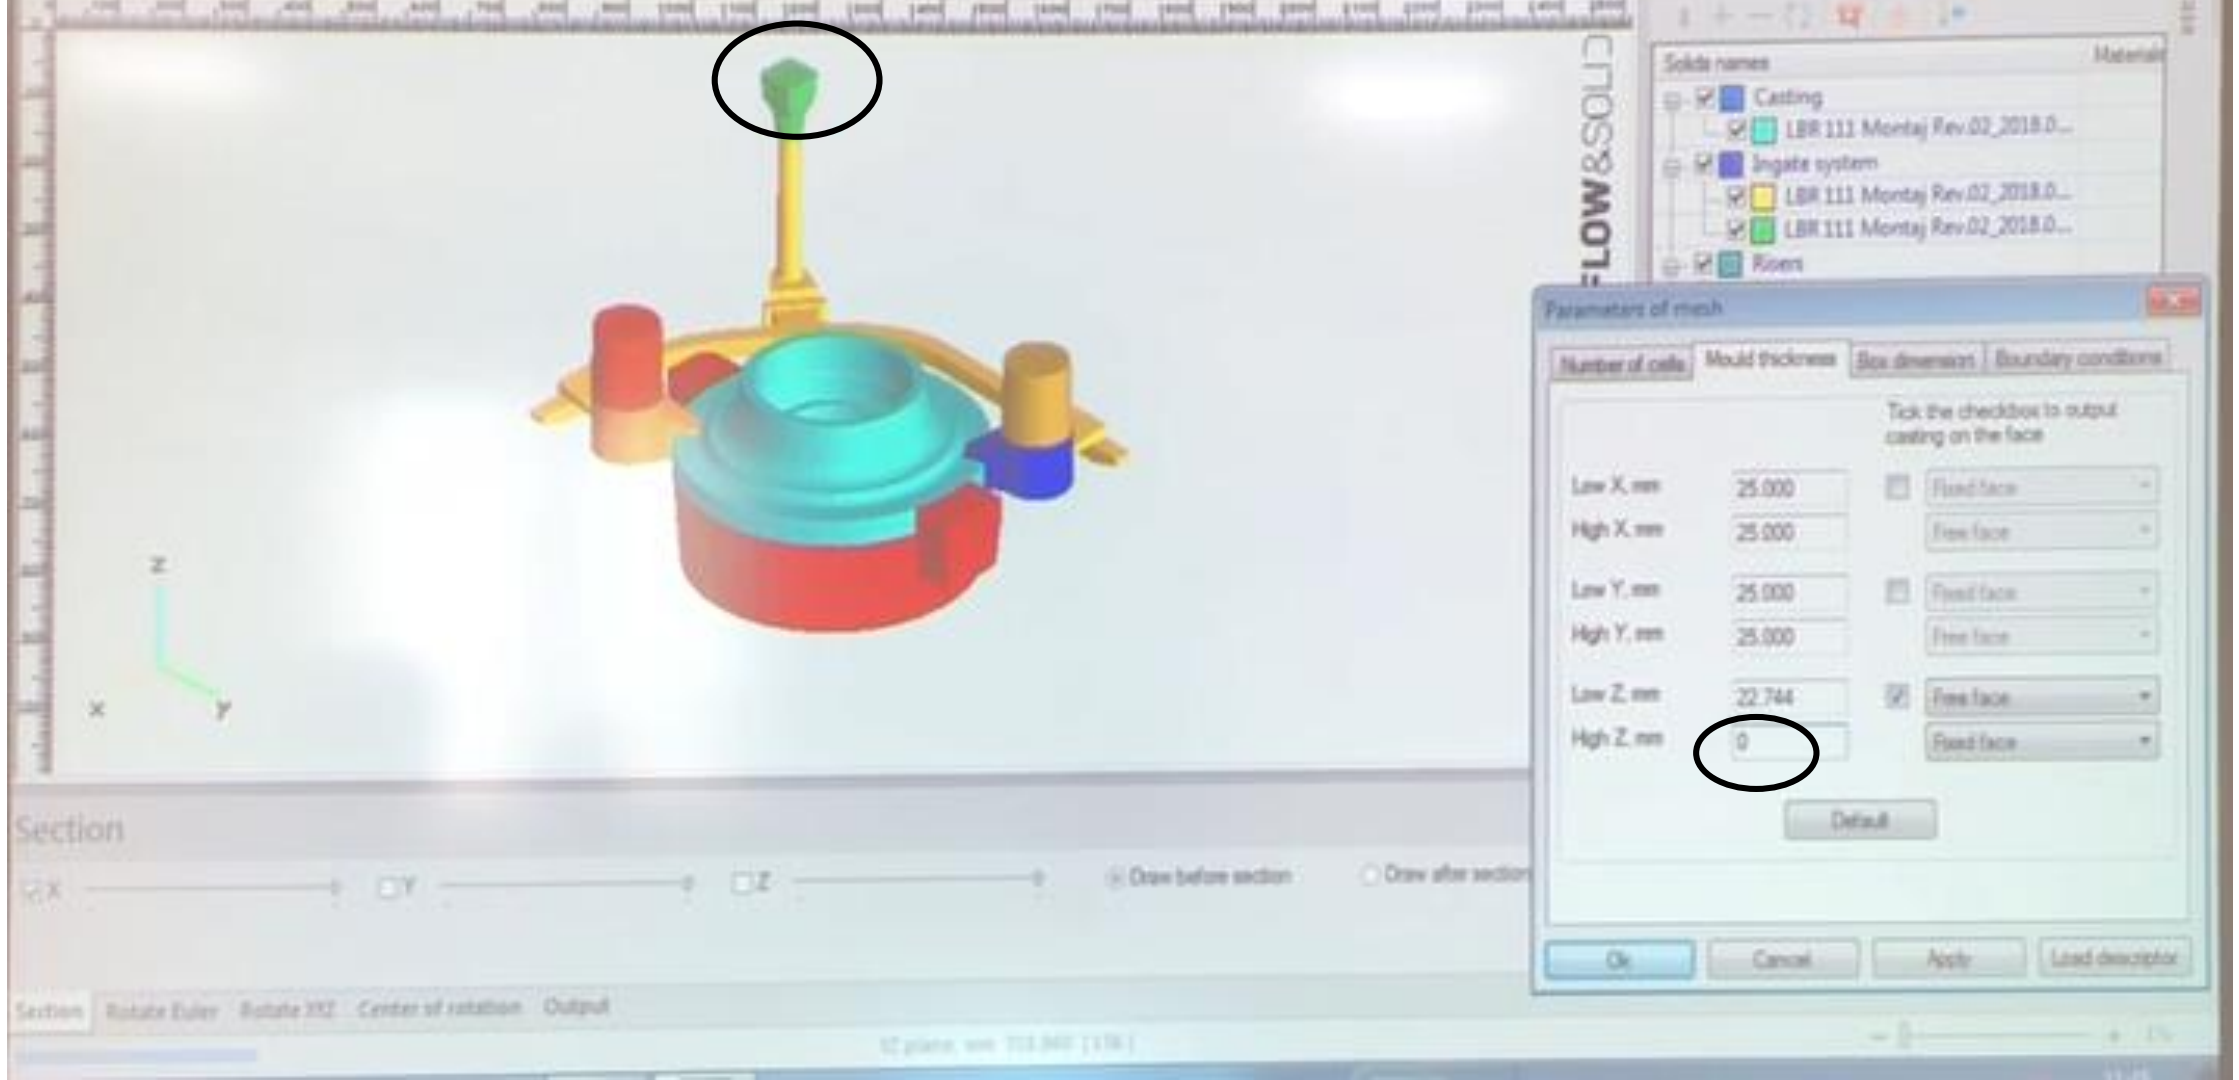 Solids names
Materials
Casting
LBR 111 Montaj Rev.02_2018.0...
Ingate system
LBR 111 Montaj Rev.02_2018.0...
LBR 111 Montaj Rev.02_2018.0...
Risers
FLOW&SOLID
Parameters of mesh
Number of cells
Mould thickness
Box dimension
Boundary conditions
Tick the checkbox to output
casting on the face
Low X, mm 25.000 Fixed face
High X, mm 25.000 Free face
Low Y, mm 25.000 Fixed face
High Y, mm 25.000 Free face
Low Z, mm 22.744 Free face
High Z, mm 0 Fixed face
Default
Ok Cancel Apply Load descriptor
Z
X Y
Section
X Y Z Draw before section Draw after section
Section Rotate Euler Rotate XYZ Center of rotation Output